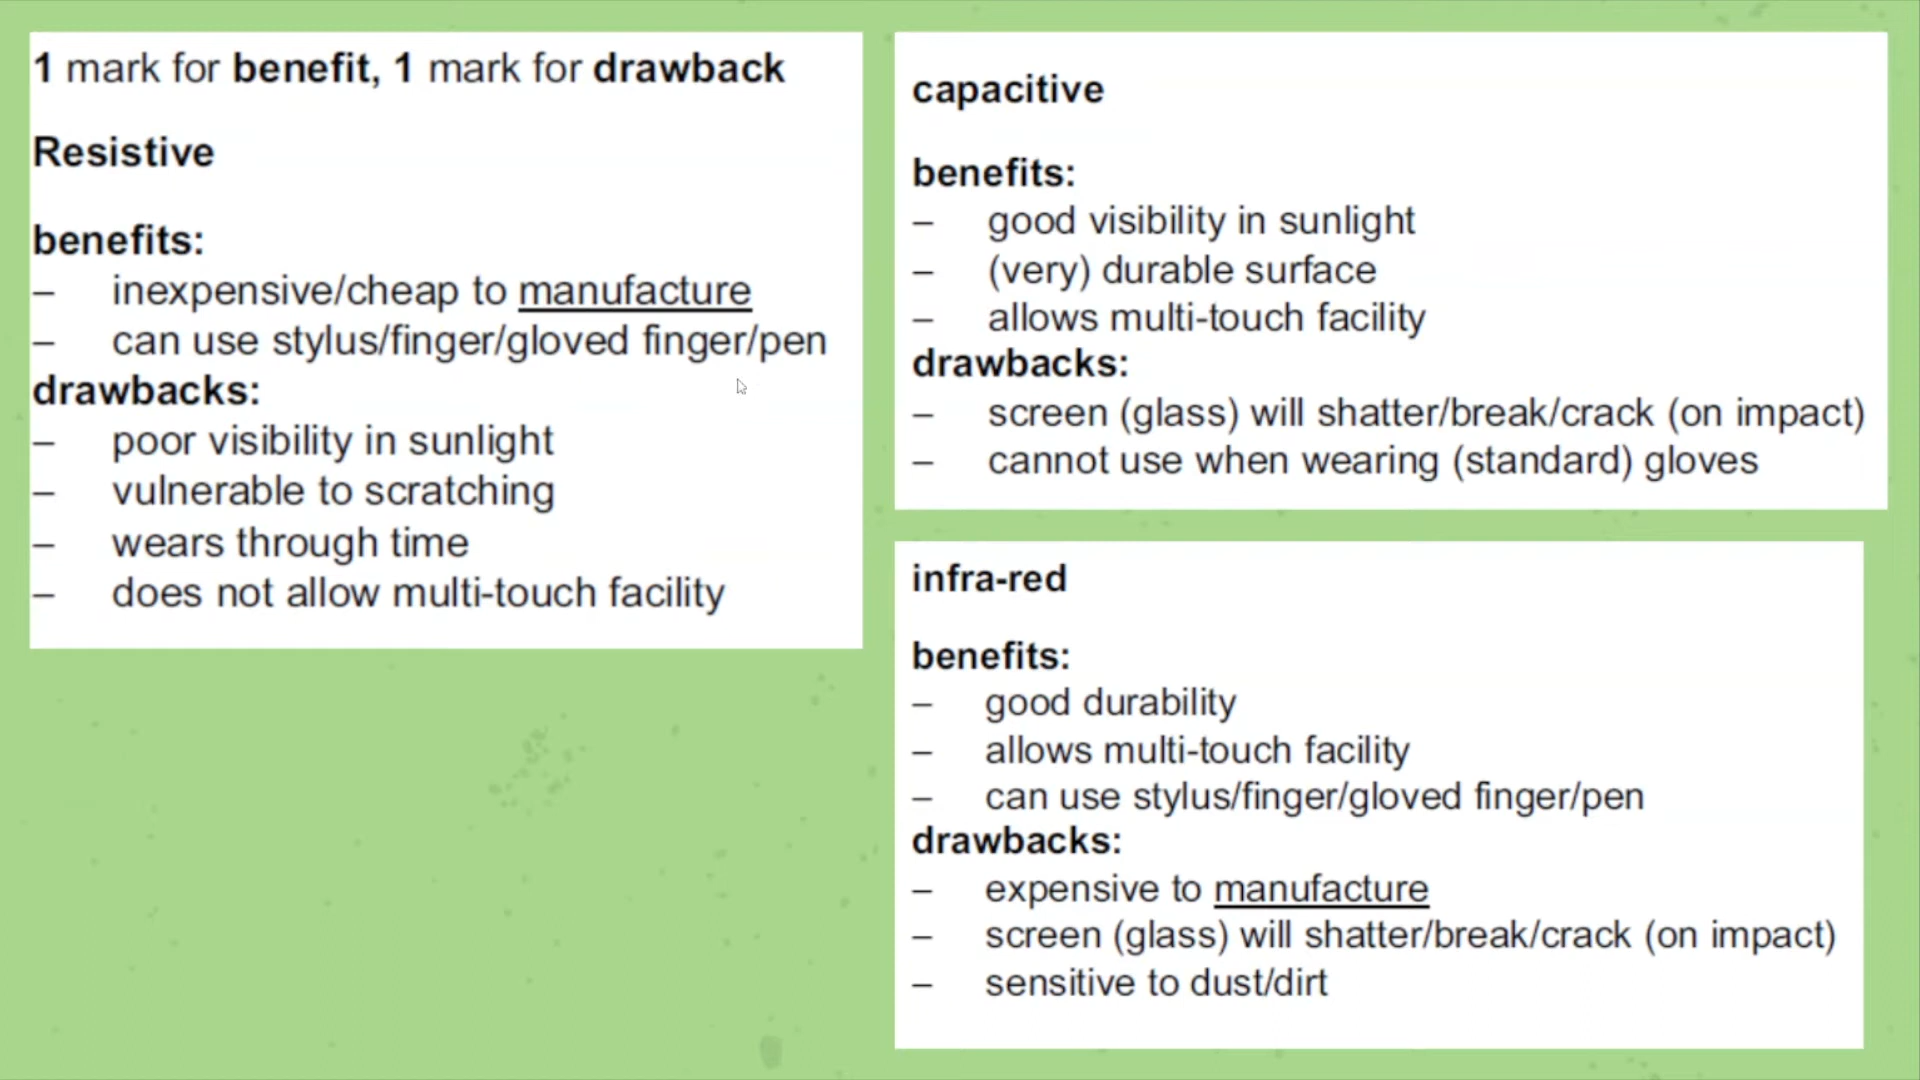 1 mark for benefit, 1 mark for drawback
Resistive
benefits:
– inexpensive/cheap to manufacture
– can use stylus/finger/gloved finger/pen
drawbacks:
– poor visibility in sunlight
– vulnerable to scratching
– wears through time
– does not allow multi-touch facility
capacitive
benefits:
– good visibility in sunlight
– (very) durable surface
– allows multi-touch facility
drawbacks:
– screen (glass) will shatter/break/crack (on impact)
– cannot use when wearing (standard) gloves
infra-red
benefits:
– good durability
– allows multi-touch facility
– can use stylus/finger/gloved finger/pen
drawbacks:
– expensive to manufacture
– screen (glass) will shatter/break/crack (on impact)
– sensitive to dust/dirt